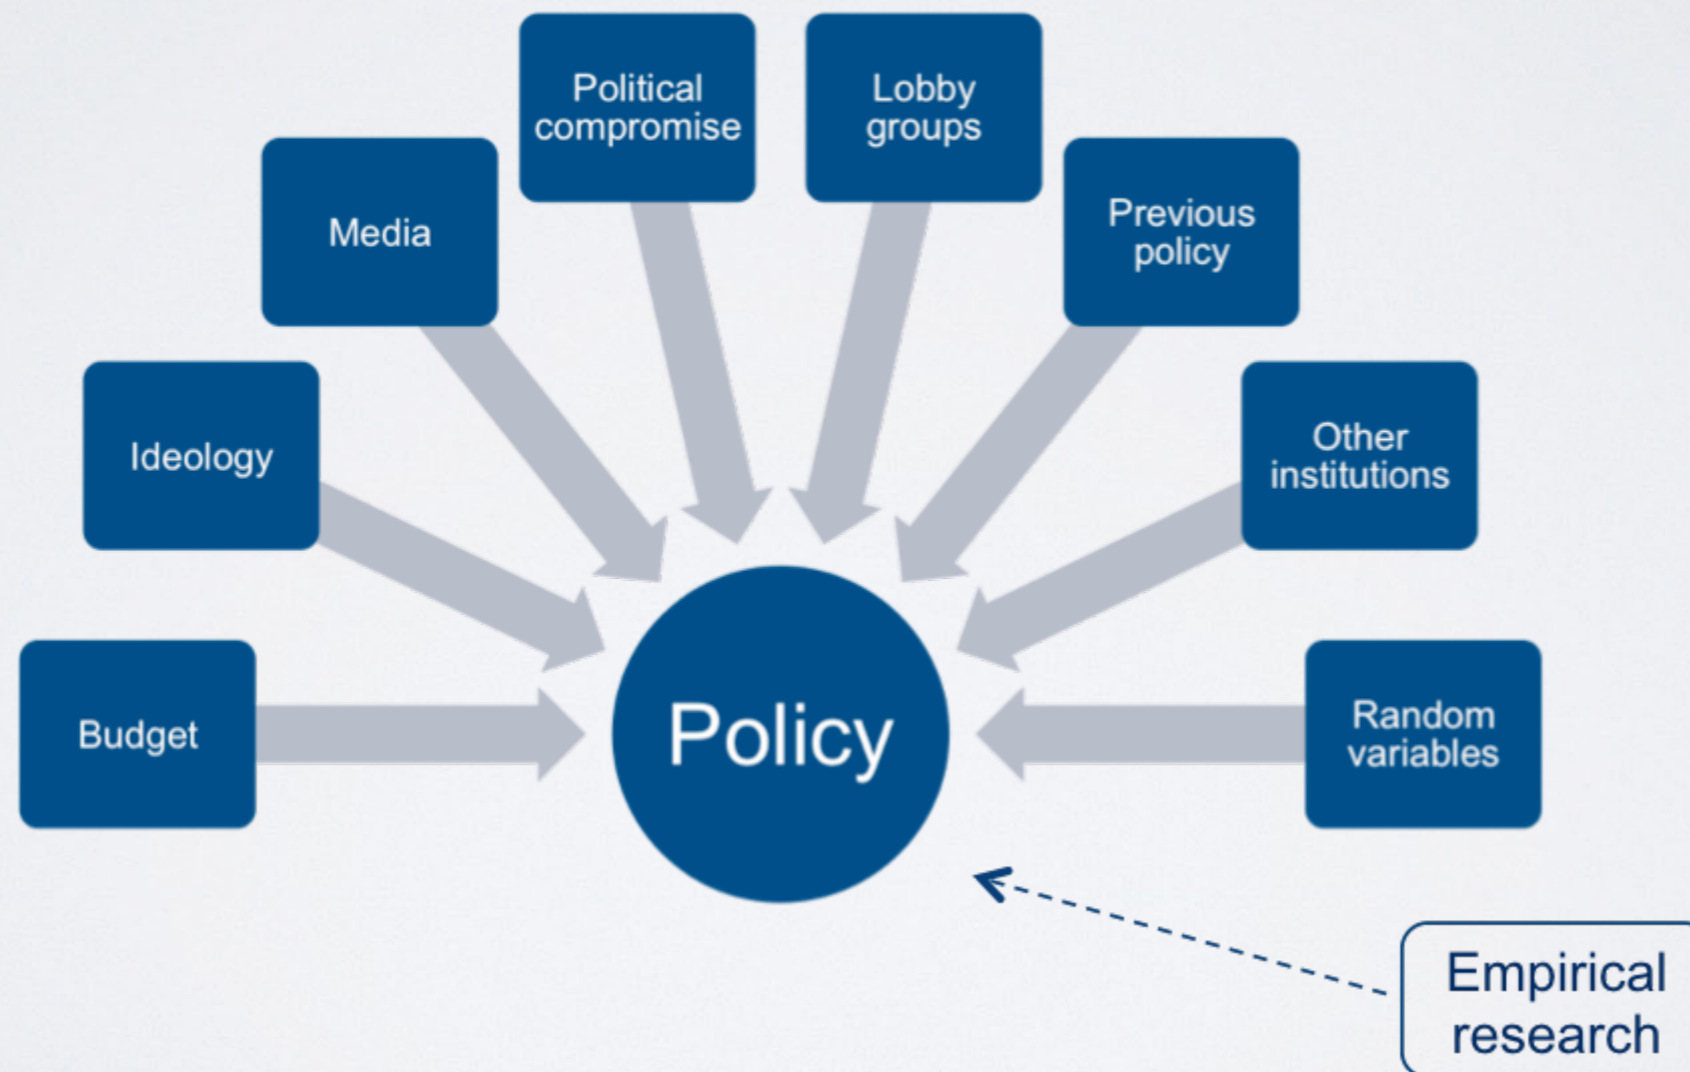 Political
compromise
Lobby
groups
Media
Previous
policy
Ideology
Other
institutions
Budget
Policy
Random
variables
Empirical
research